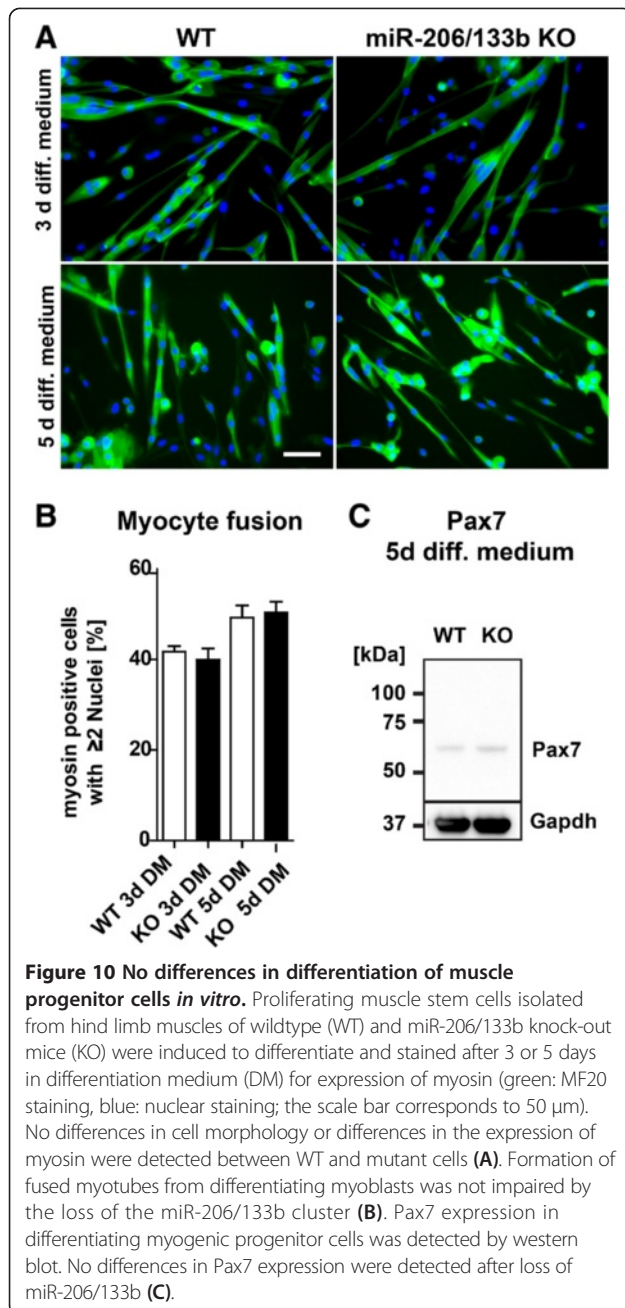 A
WT
miR-206/133b KO
3 d diff. medium
5 d diff. medium
B
Myocyte fusion
myosin positive cells
with ≥2 Nuclei [%]
60
40
20
0
WT 3d DM
KO 3d DM
WT 5d DM
KO 5d DM
C
Pax7
5d diff. medium
WT KO
[kDa]
100
75
50
37
Pax7
Gapdh
Figure 10 No differences in differentiation of muscle
progenitor cells in vitro. Proliferating muscle stem cells isolated
from hind limb muscles of wildtype (WT) and miR-206/133b knock-out
mice (KO) were induced to differentiate and stained after 3 or 5 days
in differentiation medium (DM) for expression of myosin (green: MF20
staining, blue: nuclear staining; the scale bar corresponds to 50 μm).
No differences in cell morphology or differences in the expression of
myosin were detected between WT and mutant cells (A). Formation of
fused myotubes from differentiating myoblasts was not impaired by
the loss of the miR-206/133b cluster (B). Pax7 expression in
differentiating myogenic progenitor cells was detected by western
blot. No differences in Pax7 expression were detected after loss of
miR-206/133b (C).